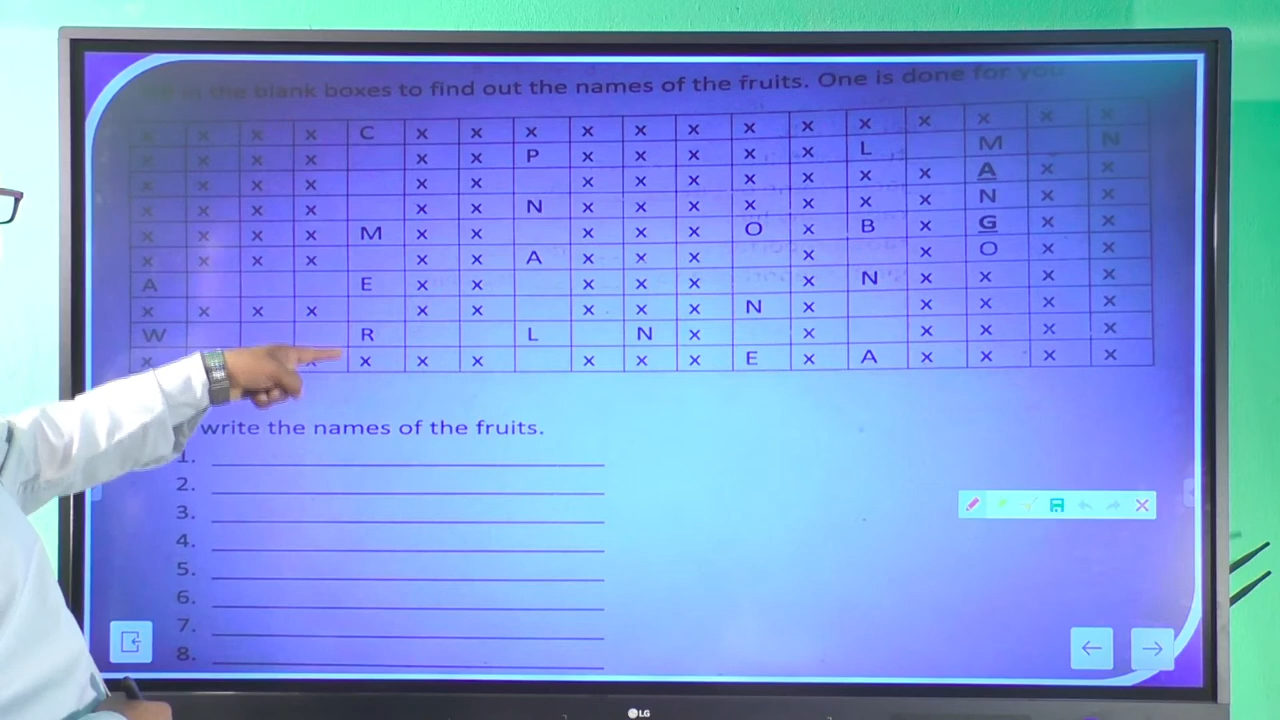 in the blank boxes to find out the names of the fruits. One is done for you
x x x x C x x x x x x x x x x x x x
x x x x x x P x x x x x L M N
x x x x x x x x x x x x x A x x
x x x x x x N x x x x x x x N x x
x x x x M x x x x x O x B x G x x
x x x x x x A x x x x x O x x
A E x x x x x x N x x x x
x x x x x x x x x N x x x x x
W R L N x x x x x x
x x x x x x x x E x A x x x x
write the names of the fruits.
1.
2.
3.
4.
5.
6.
7.
8.
LG